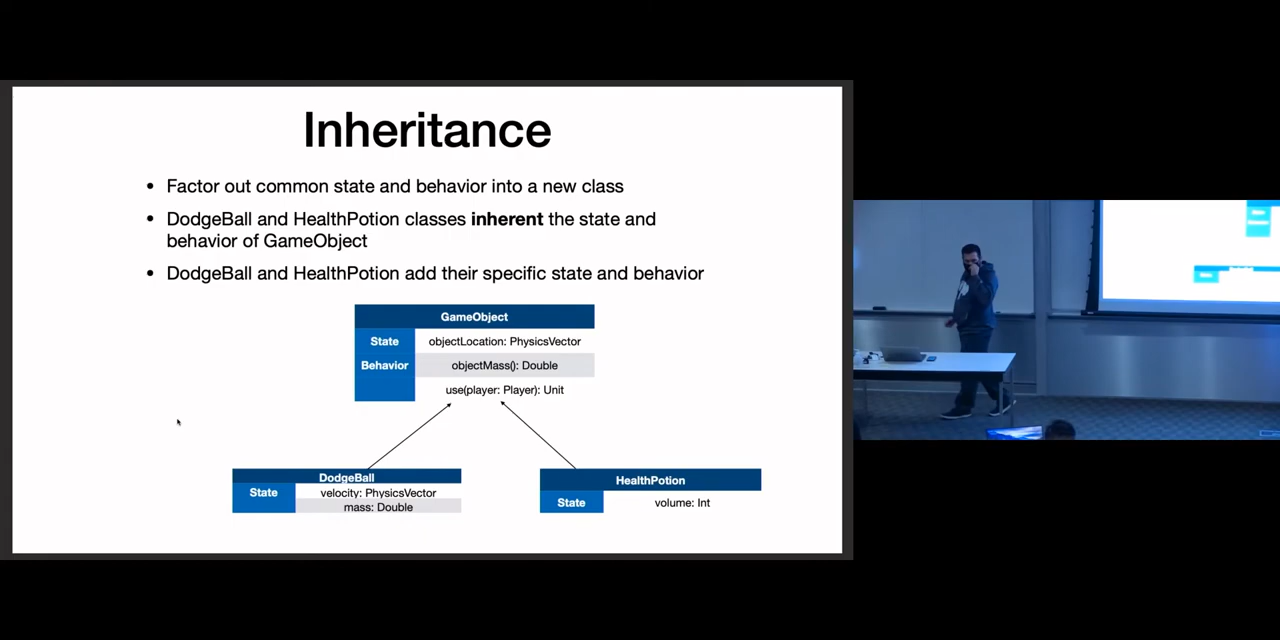 Inheritance
• Factor out common state and behavior into a new class
• DodgeBall and HealthPotion classes inherent the state and
behavior of GameObject
• DodgeBall and HealthPotion add their specific state and behavior
GameObject
State objectLocation: PhysicsVector
Behavior objectMass(): Double
use(player: Player): Unit
DodgeBall
State velocity: PhysicsVector
mass: Double
HealthPotion
State volume: Int